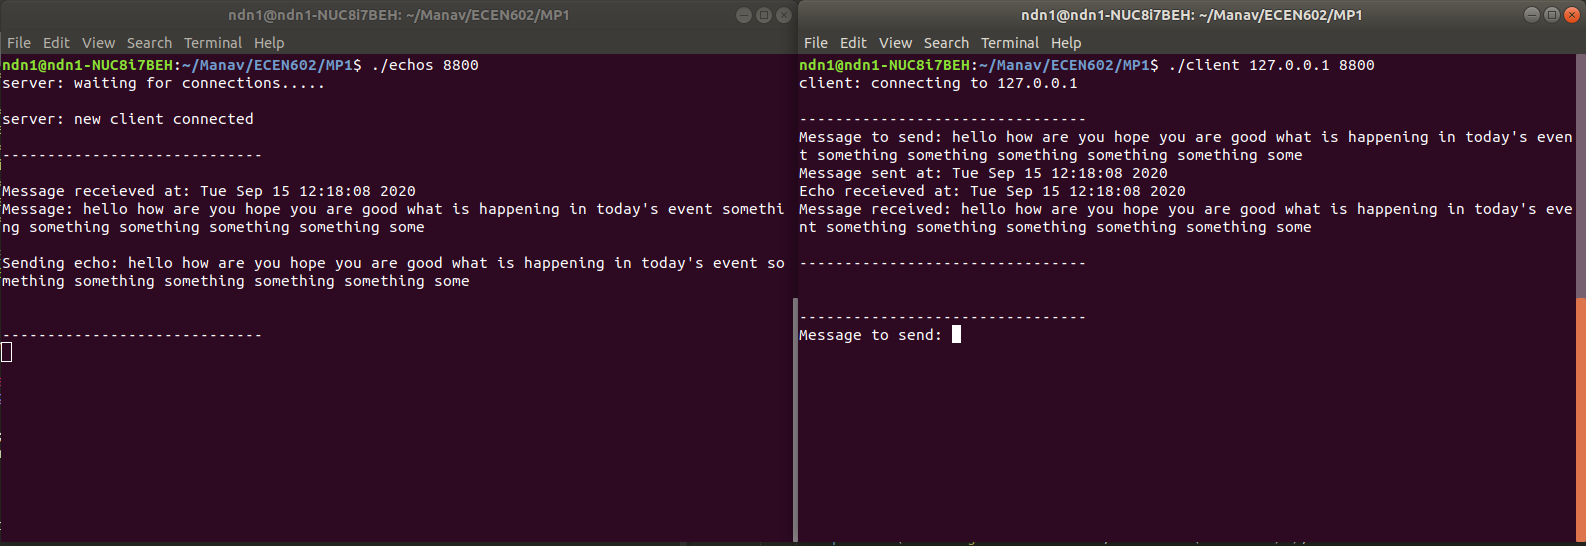 ndn1@ndn1-NUC8i7BEH: ~/Manav/ECEN602/MP1
File Edit View Search Terminal Help
ndn1@ndn1-NUC8i7BEH:~/Manav/ECEN602/MP1$ ./echos 8800
server: waiting for connections.....
server: new client connected
-----------------------------
Message receieved at: Tue Sep 15 12:18:08 2020
Message: hello how are you hope you are good what is happening in today's event somethi
ng something something something something some
Sending echo: hello how are you hope you are good what is happening in today's event so
mething something something something something some
-----------------------------
ndn1@ndn1-NUC8i7BEH: ~/Manav/ECEN602/MP1
File Edit View Search Terminal Help
ndn1@ndn1-NUC8i7BEH:~/Manav/ECEN602/MP1$ ./client 127.0.0.1 8800
client: connecting to 127.0.0.1
--------------------------------
Message to send: hello how are you hope you are good what is happening in today's even
t something something something something something some
Message sent at: Tue Sep 15 12:18:08 2020
Echo receieved at: Tue Sep 15 12:18:08 2020
Message received: hello how are you hope you are good what is happening in today's eve
nt something something something something something some
--------------------------------
--------------------------------
Message to send: